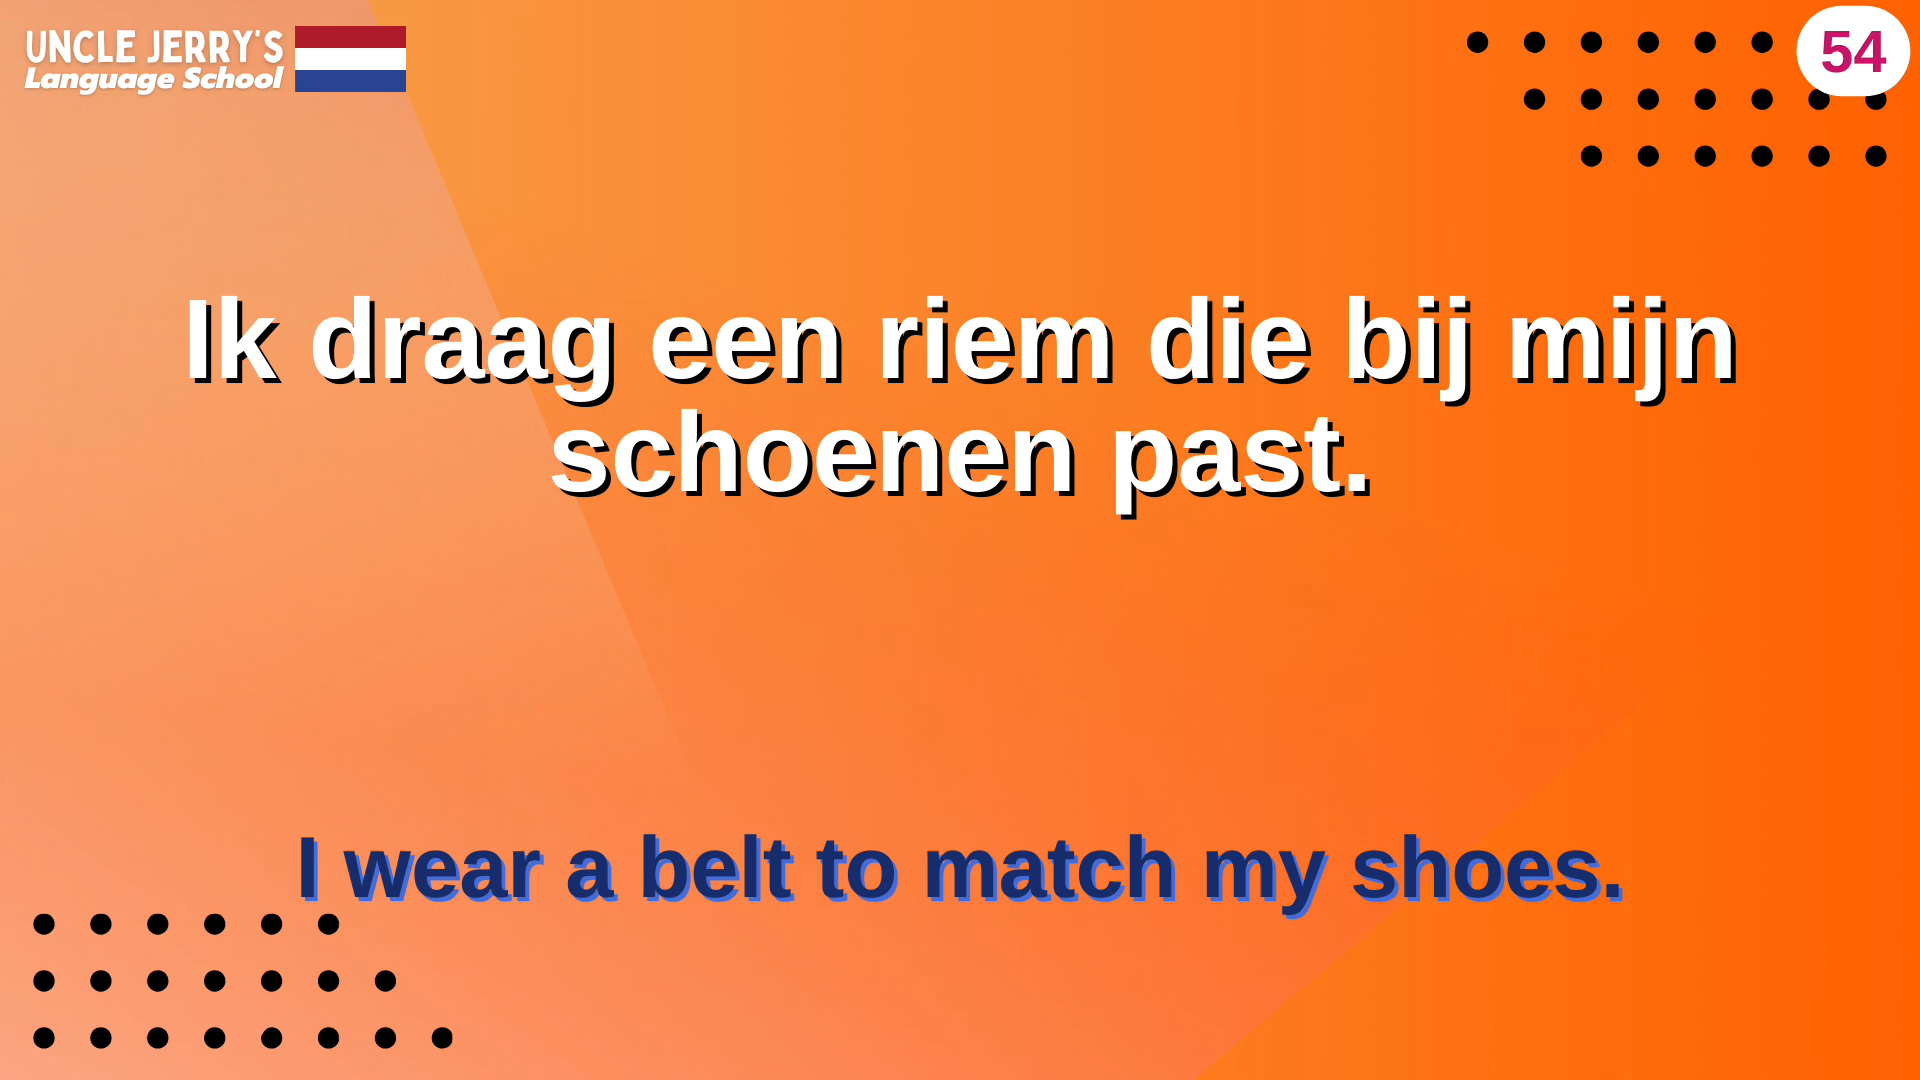 UNCLE JERRY'S
Language School
54
Ik draag een riem die bij mijn
schoenen past.
I wear a belt to match my shoes.